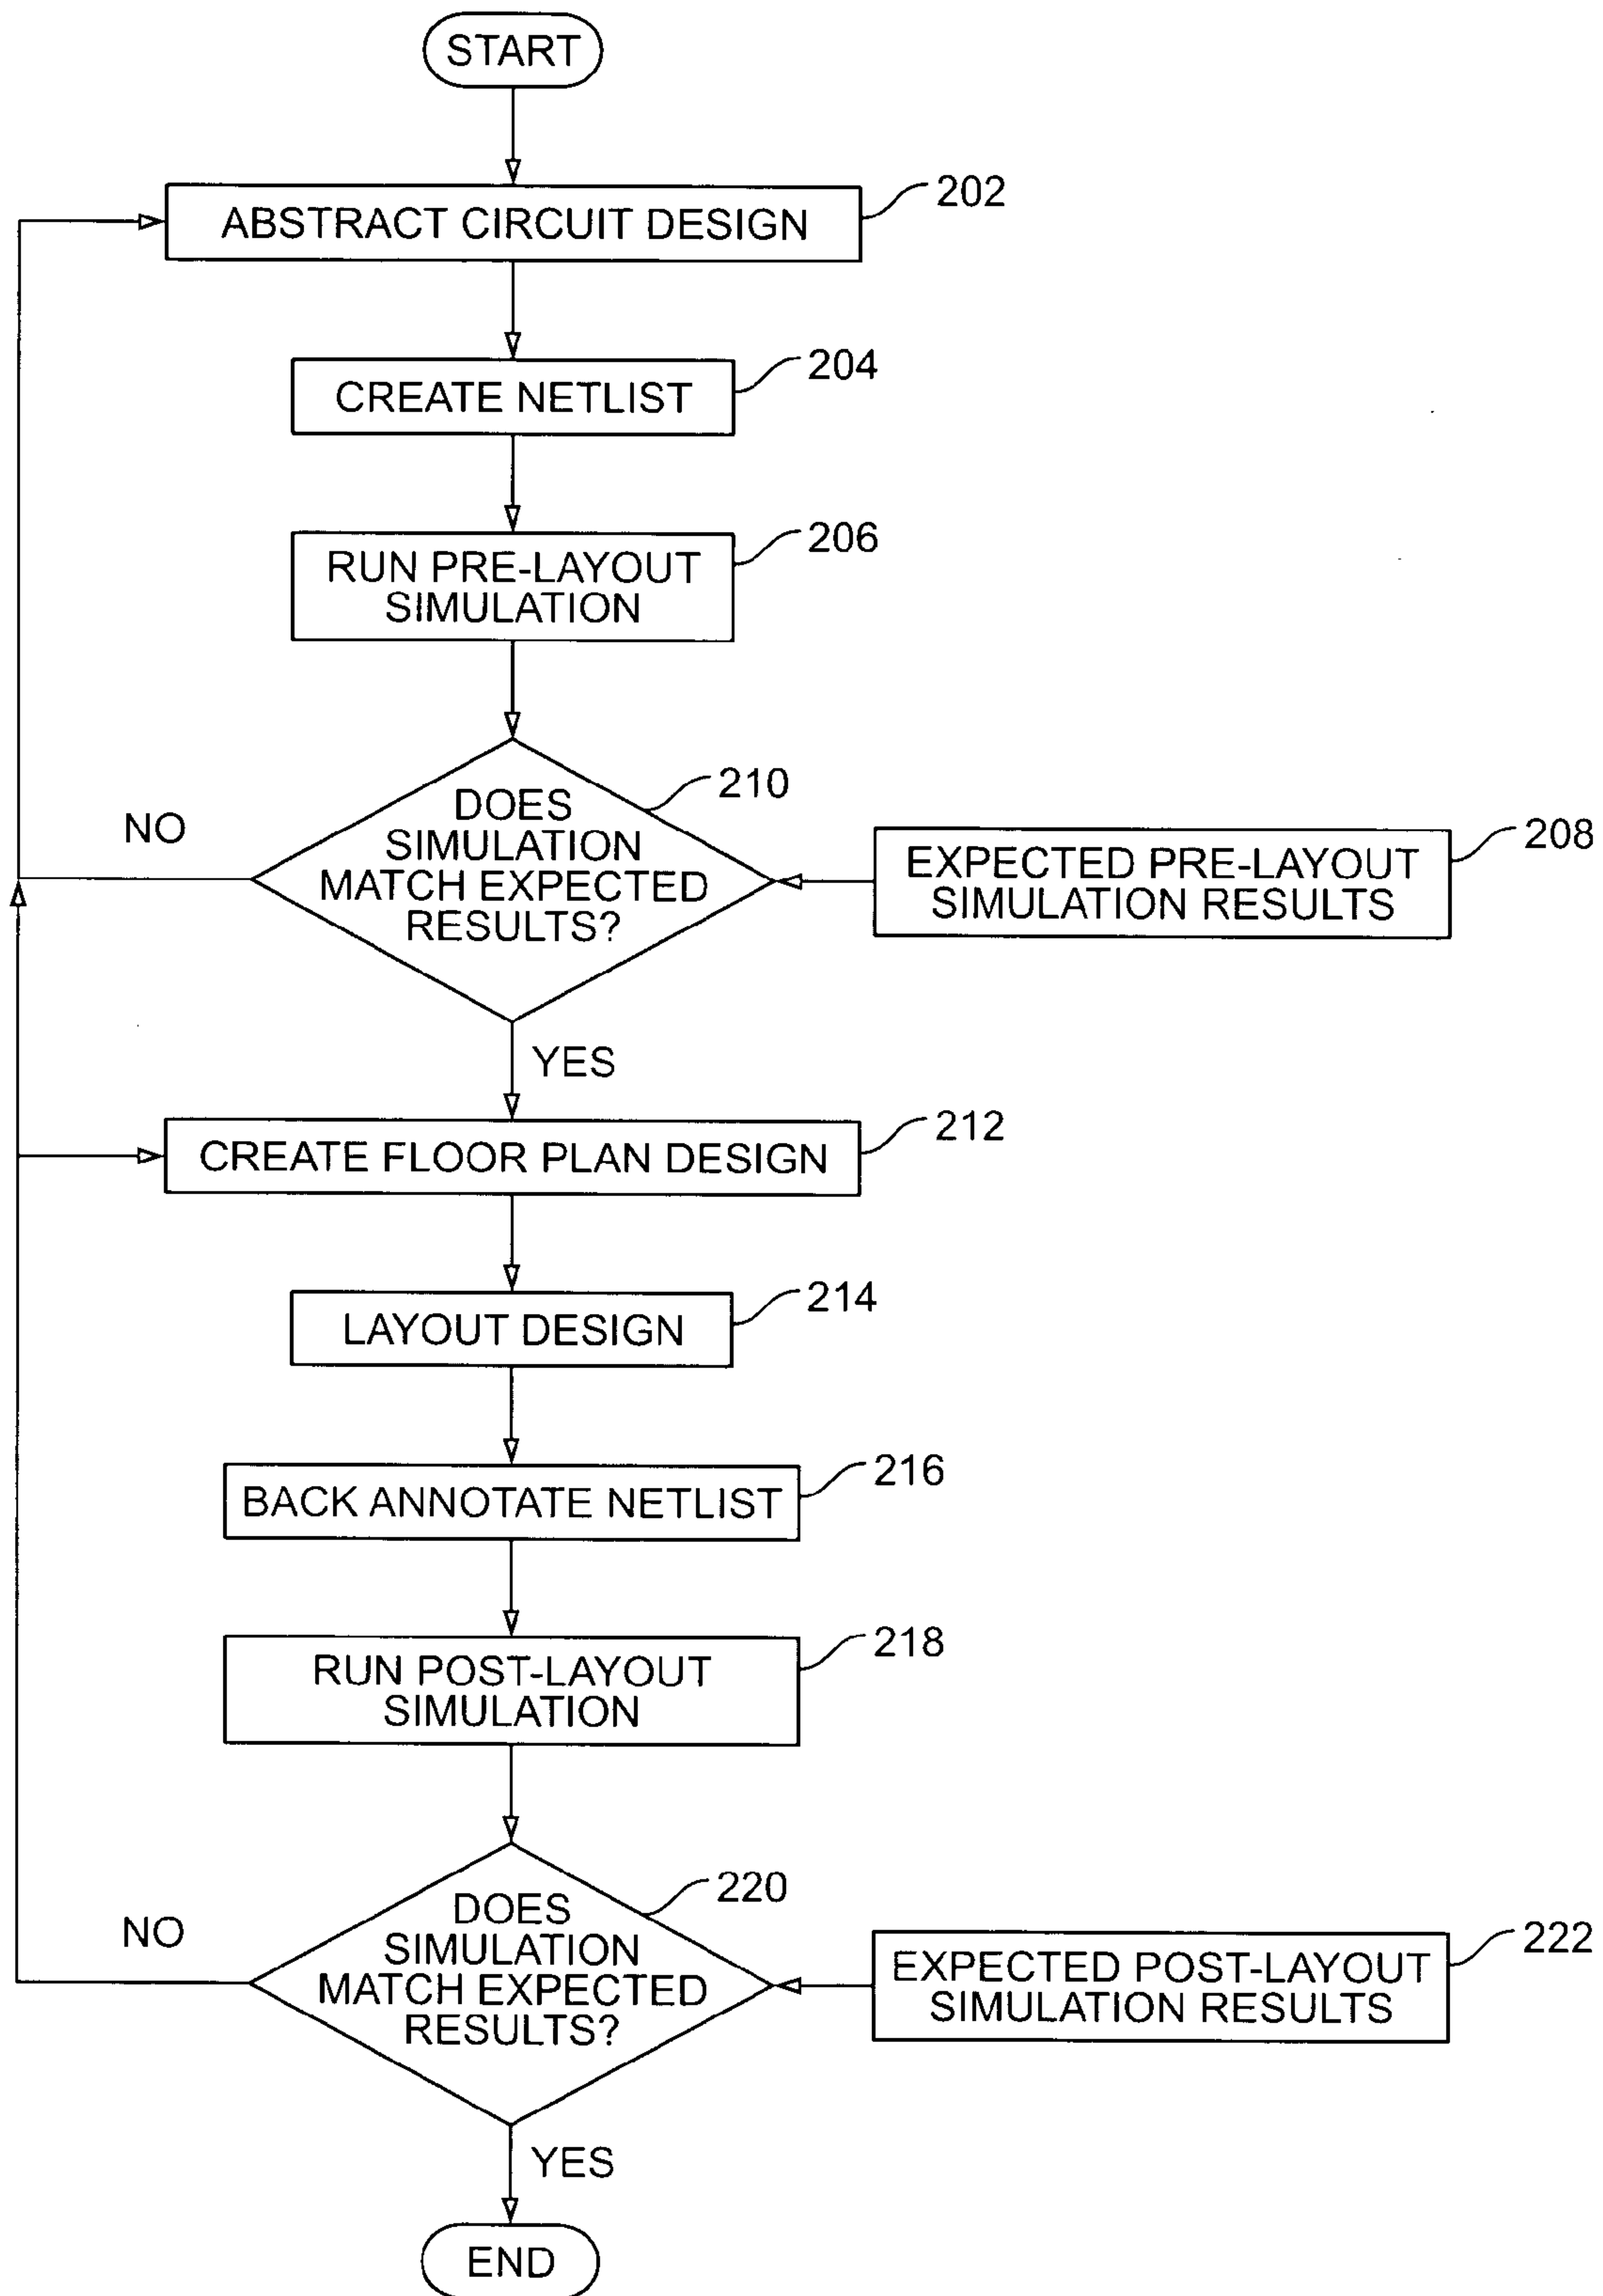 START
ABSTRACT CIRCUIT DESIGN
202
CREATE NETLIST
204
RUN PRE-LAYOUT
SIMULATION
206
DOES
SIMULATION
MATCH EXPECTED
RESULTS?
210
NO
EXPECTED PRE-LAYOUT
SIMULATION RESULTS
208
YES
CREATE FLOOR PLAN DESIGN
212
LAYOUT DESIGN
214
BACK ANNOTATE NETLIST
216
RUN POST-LAYOUT
SIMULATION
218
DOES
SIMULATION
MATCH EXPECTED
RESULTS?
220
NO
EXPECTED POST-LAYOUT
SIMULATION RESULTS
222
YES
END